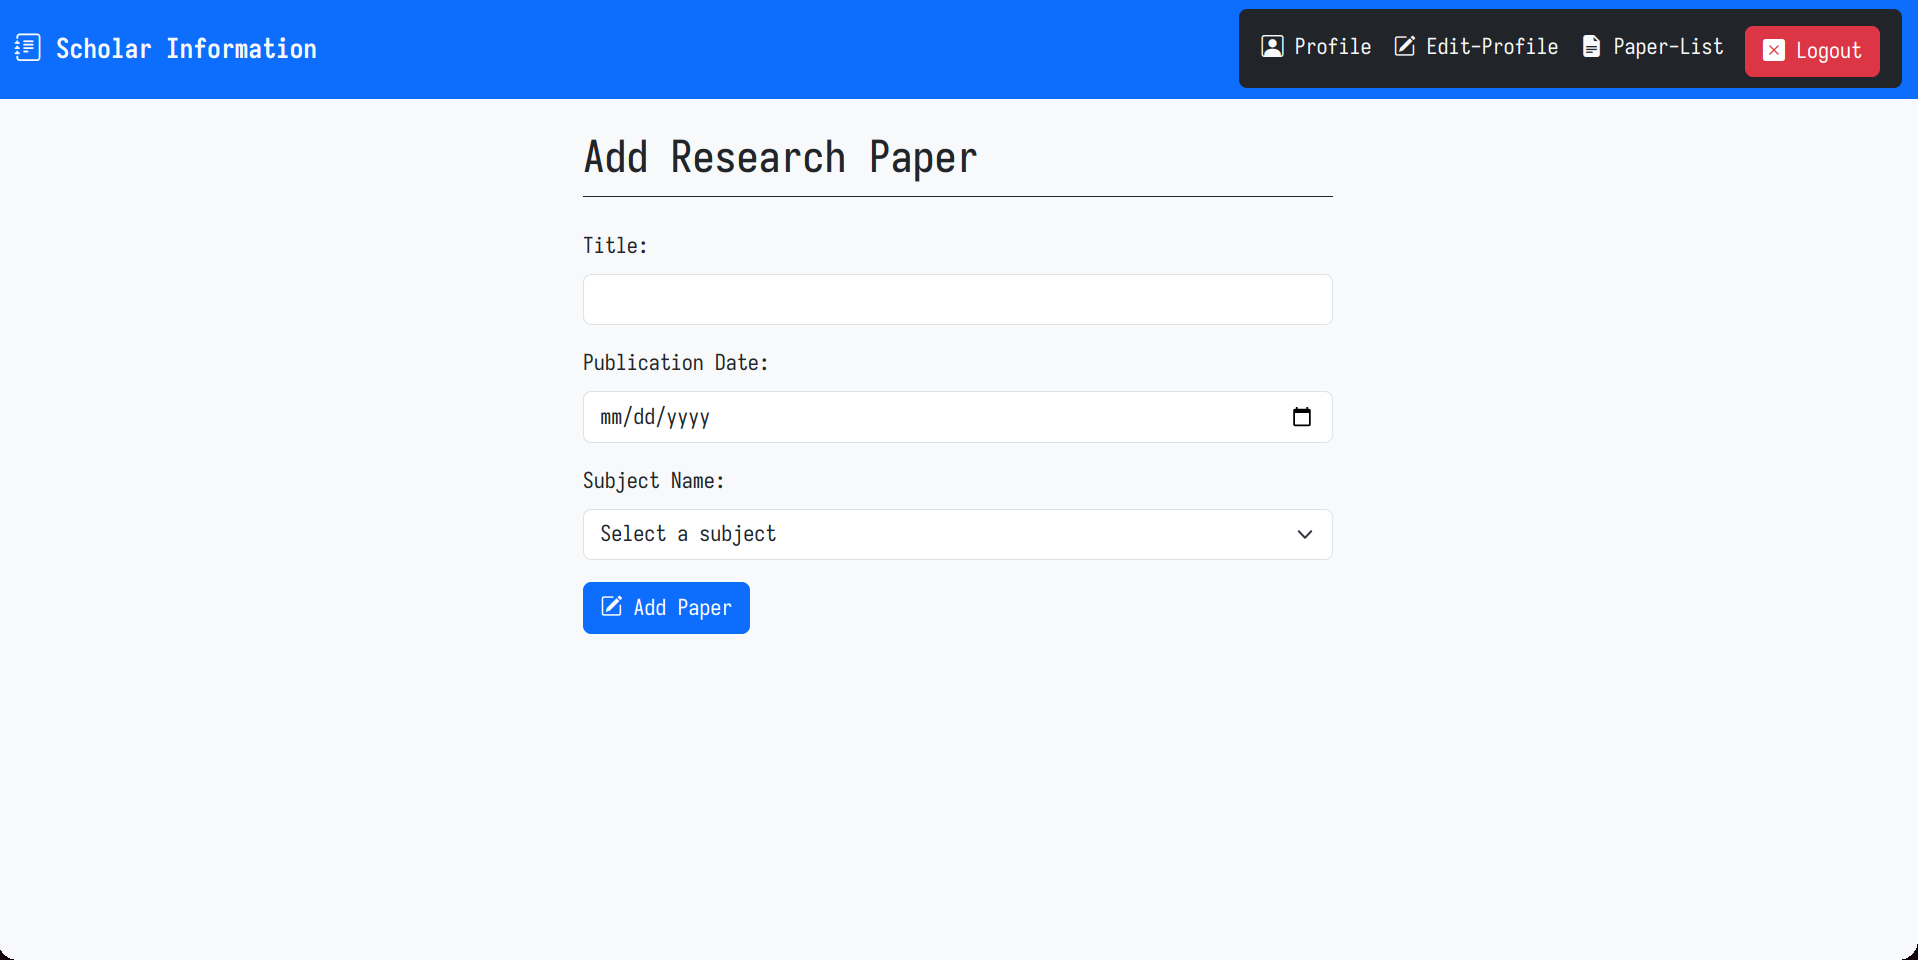 Scholar Information
Profile Edit-Profile Paper-List Logout
Add Research Paper
Title:
Publication Date:
mm/dd/yyyy
Subject Name:
Select a subject
Add Paper